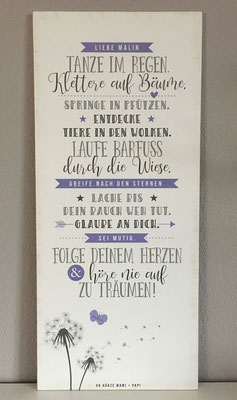 LIEBE MALIN
TANZE IM REGEN.
Klettere auf Bäume.
SPRINGE IN PFÜTZEN.
ENTDECKE
TIERE IN DEN WOLKEN.
LAUFE BARFUSS
durch die Wiese.
GREIFE NACH DEN STERNEN.
LACHE BIS
DEIN BAUCH WEH TUT.
GLAUBE AN DICH.
SEI MUTIG.
FOLGE DEINEM HERZEN
& höre nie auf
ZU TRÄUMEN!
MAMI + PAPI